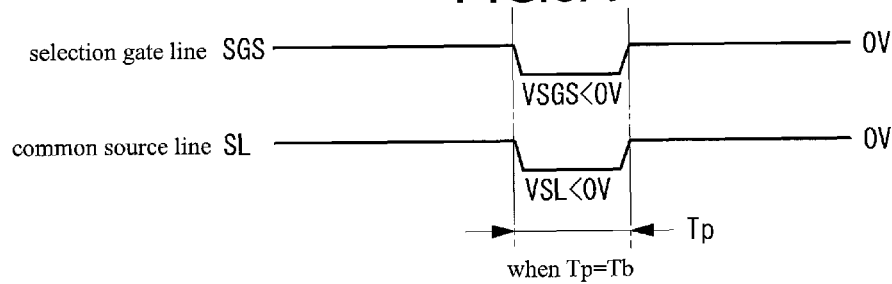 selection gate line SGS 0V
VSGS<0V
common source line SL 0V
VSL<0V
Tp
when Tp=Tb